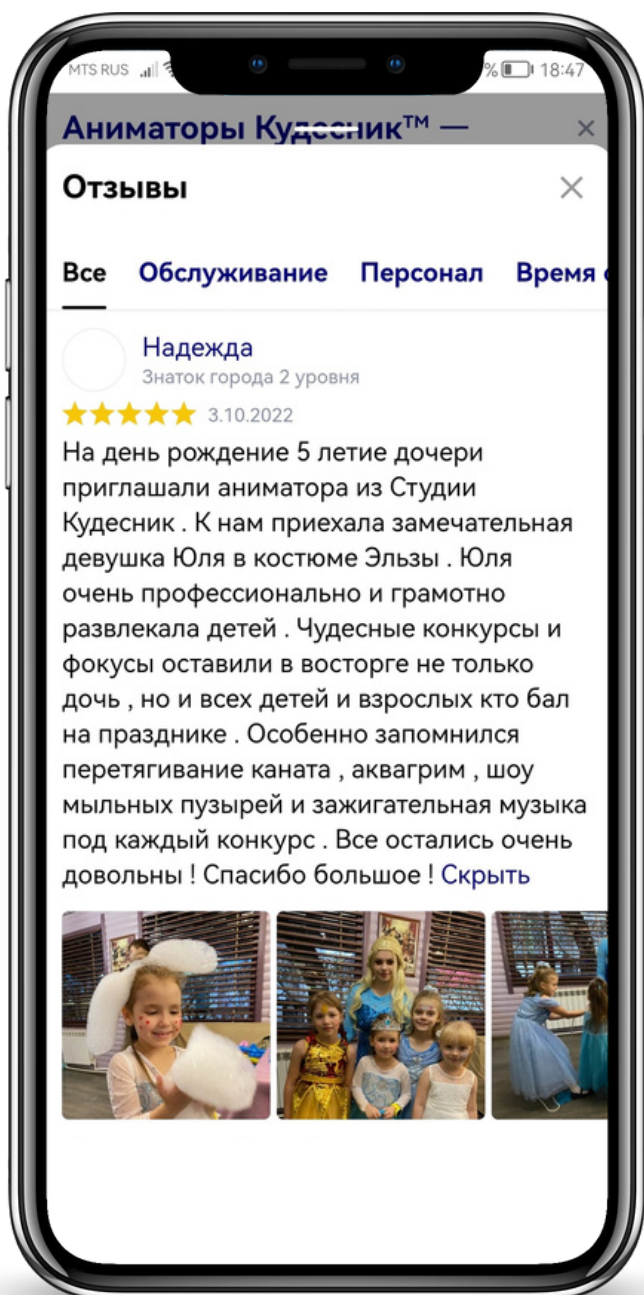 MTS RUS % 18:47
Аниматоры Кудесник™ —
Отзывы
Все Обслуживание Персонал Время
Надежда
Знаток города 2 уровня
3.10.2022
На день рождение 5 летие дочери
приглашали аниматора из Студии
Кудесник . К нам приехала замечательная
девушка Юля в костюме Эльзы . Юля
очень профессионально и грамотно
развлекала детей . Чудесные конкурсы и
фокусы оставили в восторге не только
дочь , но и всех детей и взрослых кто бал
на празднике . Особенно запомнился
перетягивание каната , аквагрим , шоу
мыльных пузырей и зажигательная музыка
под каждый конкурс . Все остались очень
довольны ! Спасибо большое ! Скрыть